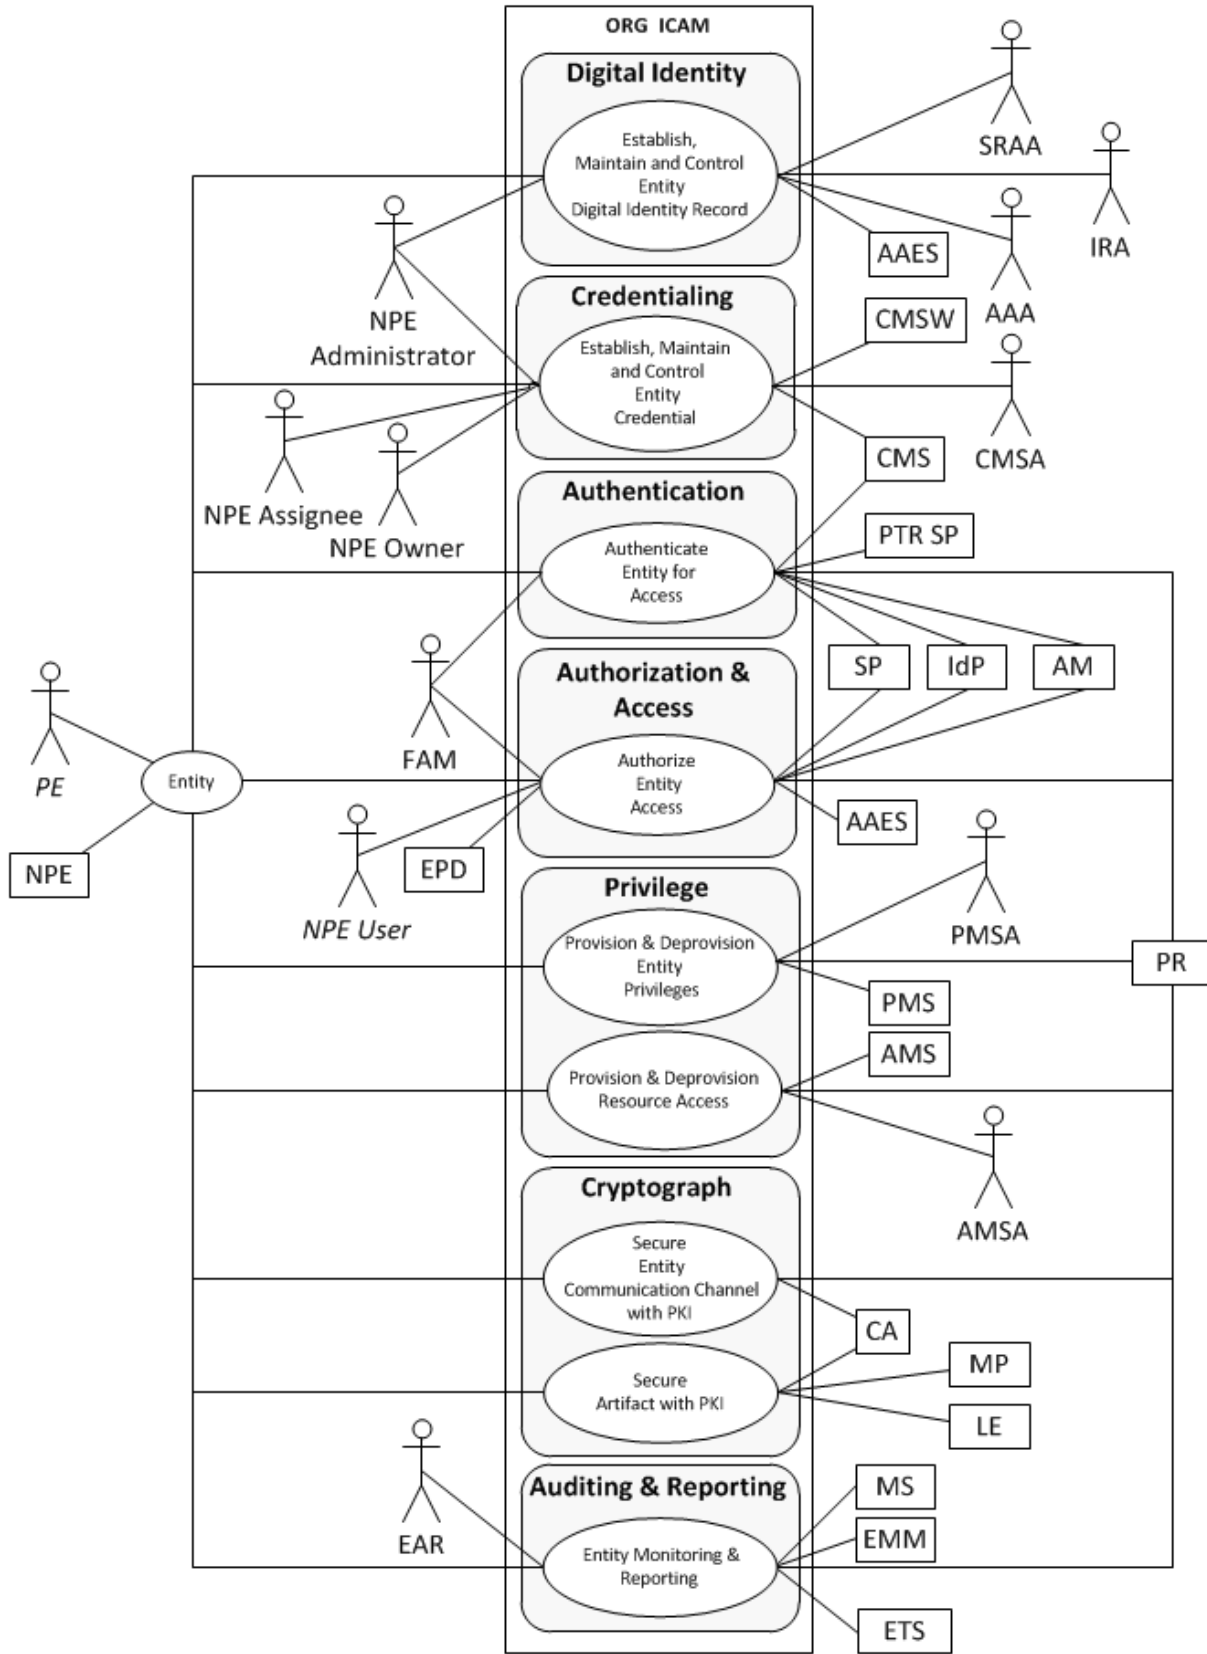 ORG ICAM
Digital Identity
Establish,
Maintain and Control
Entity
Digital Identity Record
SRAA
IRA
AAES
AAA
NPE
Administrator
Credentialing
Establish, Maintain
and Control
Entity
Credential
CMSW
CMSA
CMS
NPE Assignee
NPE Owner
Authentication
Authenticate
Entity for
Access
PTR SP
SP
IdP
AM
FAM
Authorization &
Access
Authorize
Entity
Access
AAES
PE
Entity
NPE
NPE User
EPD
Privilege
Provision & Deprovision
Entity
Privileges
PMSA
PR
PMS
AMS
Provision & Deprovision
Resource Access
AMSA
Cryptograph
Secure
Entity
Communication Channel
with PKI
CA
MP
LE
Secure
Artifact with PKI
EAR
Auditing & Reporting
Entity Monitoring &
Reporting
MS
EMM
ETS